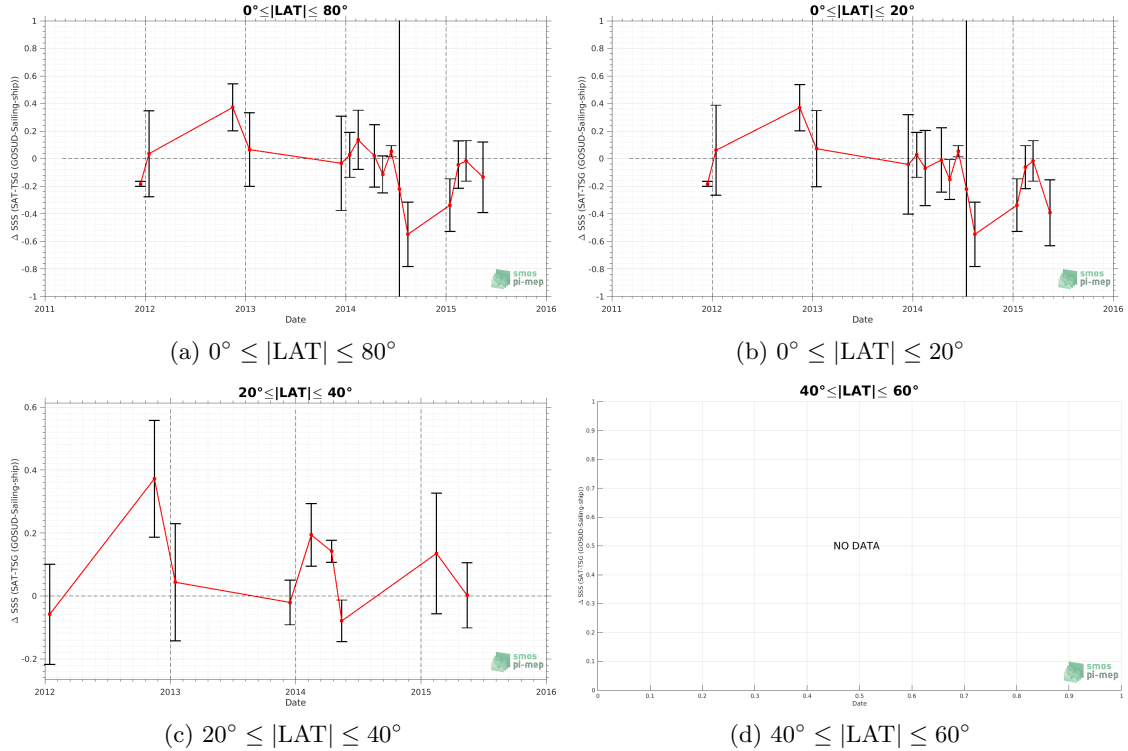 0°≤|LAT|≤ 80°
Δ SSS (SAT-TSG (GOSUD-Sailing-ship))
1
0.8
0.6
0.4
0.2
0
-0.2
-0.4
-0.6
-0.8
-1
2011 2012 2013 2014 2015 2016
Date
smos
pi-mep
(a) 0° ≤ |LAT| ≤ 80°
0°≤|LAT|≤ 20°
Δ SSS (SAT-TSG (GOSUD-Sailing-ship))
1
0.8
0.6
0.4
0.2
0
-0.2
-0.4
-0.6
-0.8
-1
2011 2012 2013 2014 2015 2016
Date
smos
pi-mep
(b) 0° ≤ |LAT| ≤ 20°
20°≤|LAT|≤ 40°
Δ SSS (SAT-TSG (GOSUD-Sailing-ship))
0.6
0.4
0.2
0
-0.2
2012 2013 2014 2015 2016
Date
smos
pi-mep
(c) 20° ≤ |LAT| ≤ 40°
40°≤|LAT|≤ 60°
Δ SSS (SAT-TSG (GOSUD-Sailing-ship))
1
0.9
0.8
0.7
0.6
0.5
0.4
0.3
0.2
0.1
0
NO DATA
0 0.1 0.2 0.3 0.4 0.5 0.6 0.7 0.8 0.9 1
Date
smos
pi-mep
(d) 40° ≤ |LAT| ≤ 60°